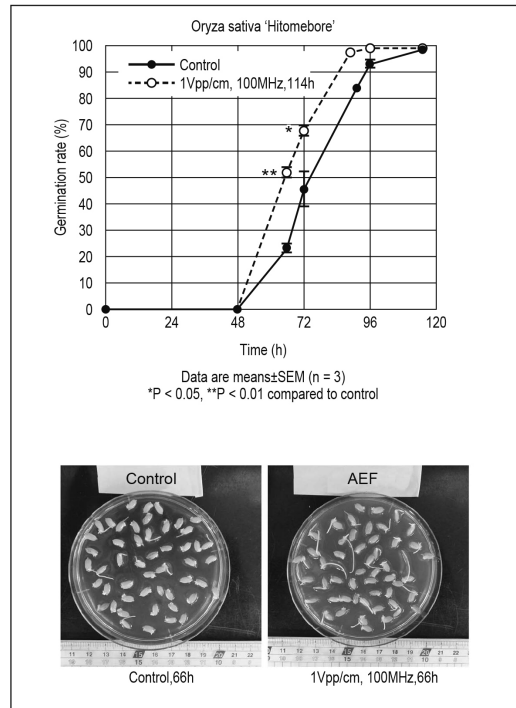 Oryza sativa ‘Hitomebore’
100
90
80
70
60
50
40
30
20
10
0
Germination rate (%)
Control
1Vpp/cm, 100MHz,114h
*
**
0 24 48 72 96 120
Time (h)
Data are means±SEM (n = 3)
*P < 0.05, **P < 0.01 compared to control
Control
AEF
Control,66h
1Vpp/cm, 100MHz,66h